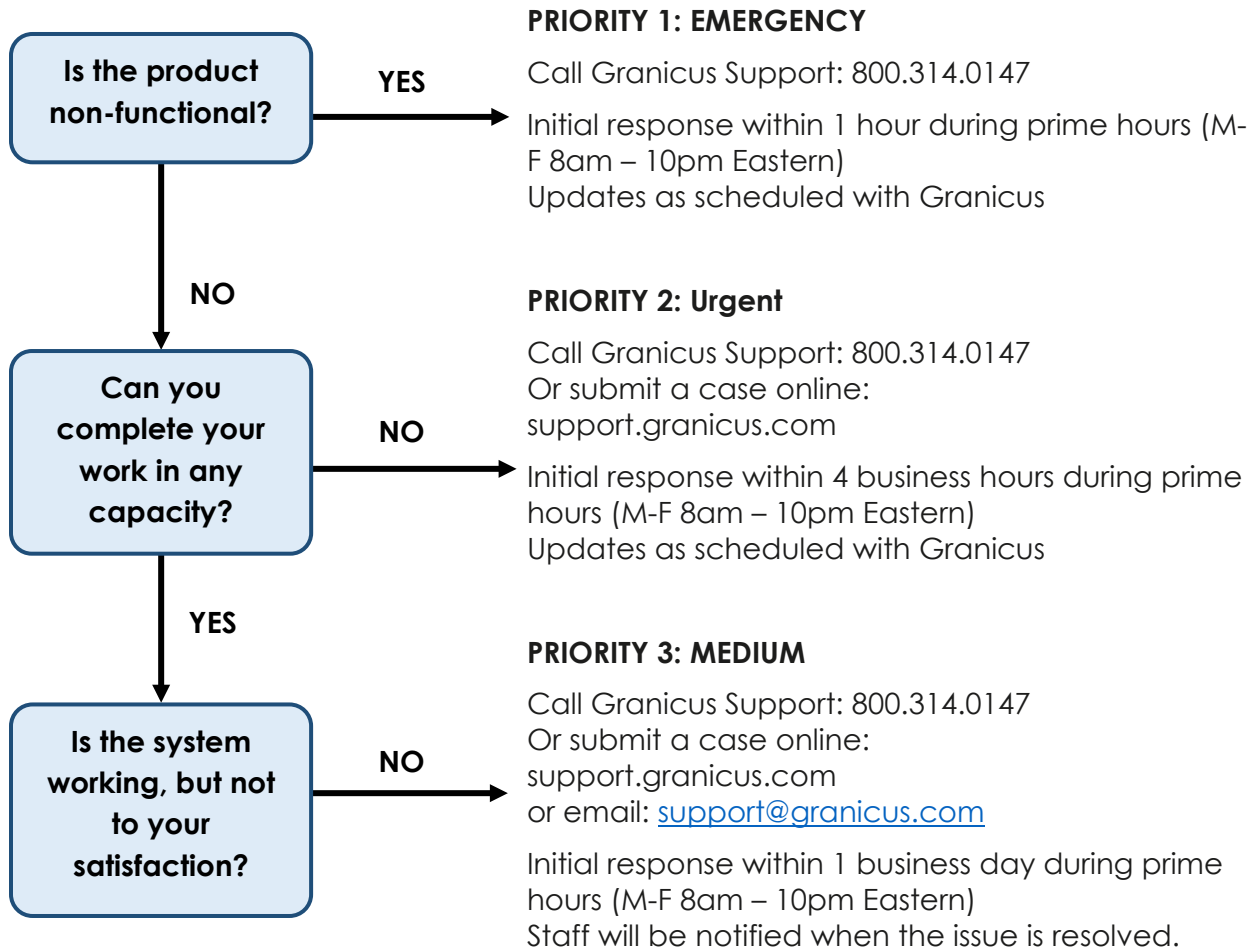 PRIORITY 1: EMERGENCY
Is the product
non-functional?
YES
Call Granicus Support: 800.314.0147
Initial response within 1 hour during prime hours (M-
F 8am – 10pm Eastern)
Updates as scheduled with Granicus
NO
PRIORITY 2: Urgent
Can you
complete your
work in any
capacity?
NO
Call Granicus Support: 800.314.0147
Or submit a case online:
support.granicus.com
Initial response within 4 business hours during prime
hours (M-F 8am – 10pm Eastern)
Updates as scheduled with Granicus
YES
PRIORITY 3: MEDIUM
Is the system
working, but not
to your
satisfaction?
NO
Call Granicus Support: 800.314.0147
Or submit a case online:
support.granicus.com
or email: support@granicus.com
Initial response within 1 business day during prime
hours (M-F 8am – 10pm Eastern)
Staff will be notified when the issue is resolved.